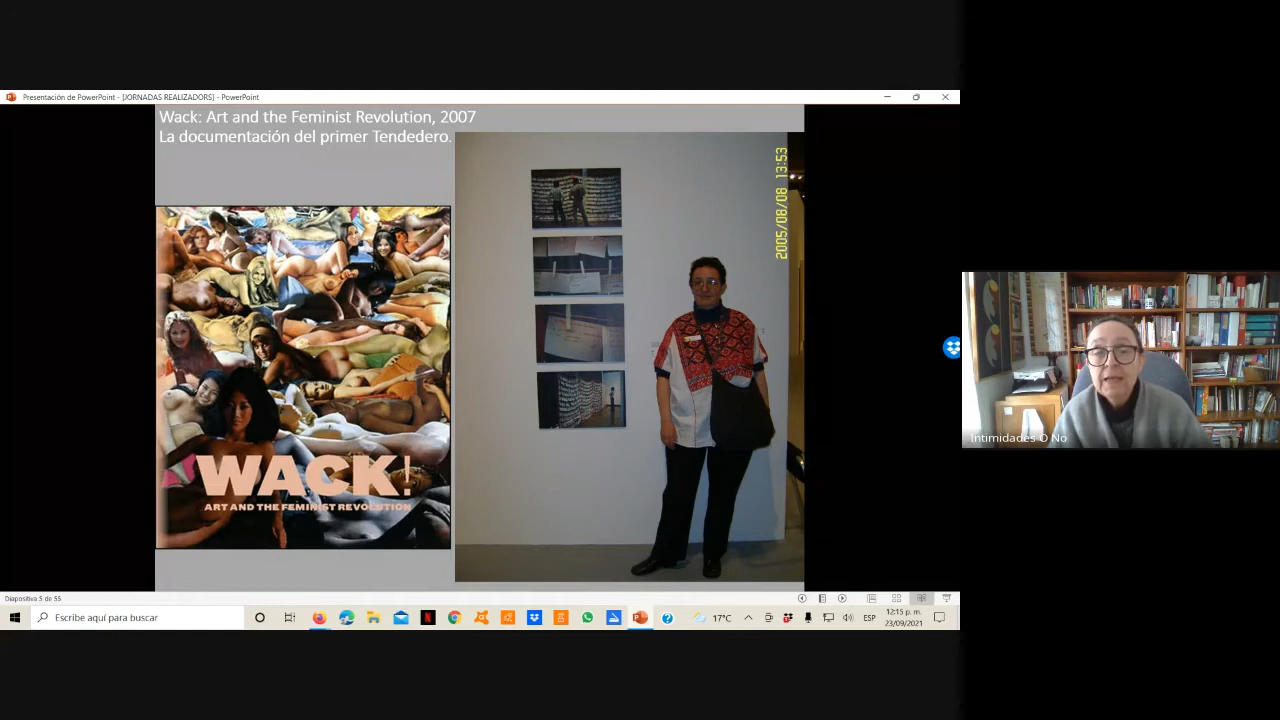 Presentación de PowerPoint - [JORNADAS REALIZADORS] - PowerPoint
Wack: Art and the Feminist Revolution, 2007
La documentación del primer Tendedero.
2005/08/08 13:53
WACK!
ART AND THE FEMINIST REVOLUTION
Intimidades O No
Diapositiva 5 de 55
Escribe aquí para buscar
17°C
ESP
12:15 p. m.
23/09/2021